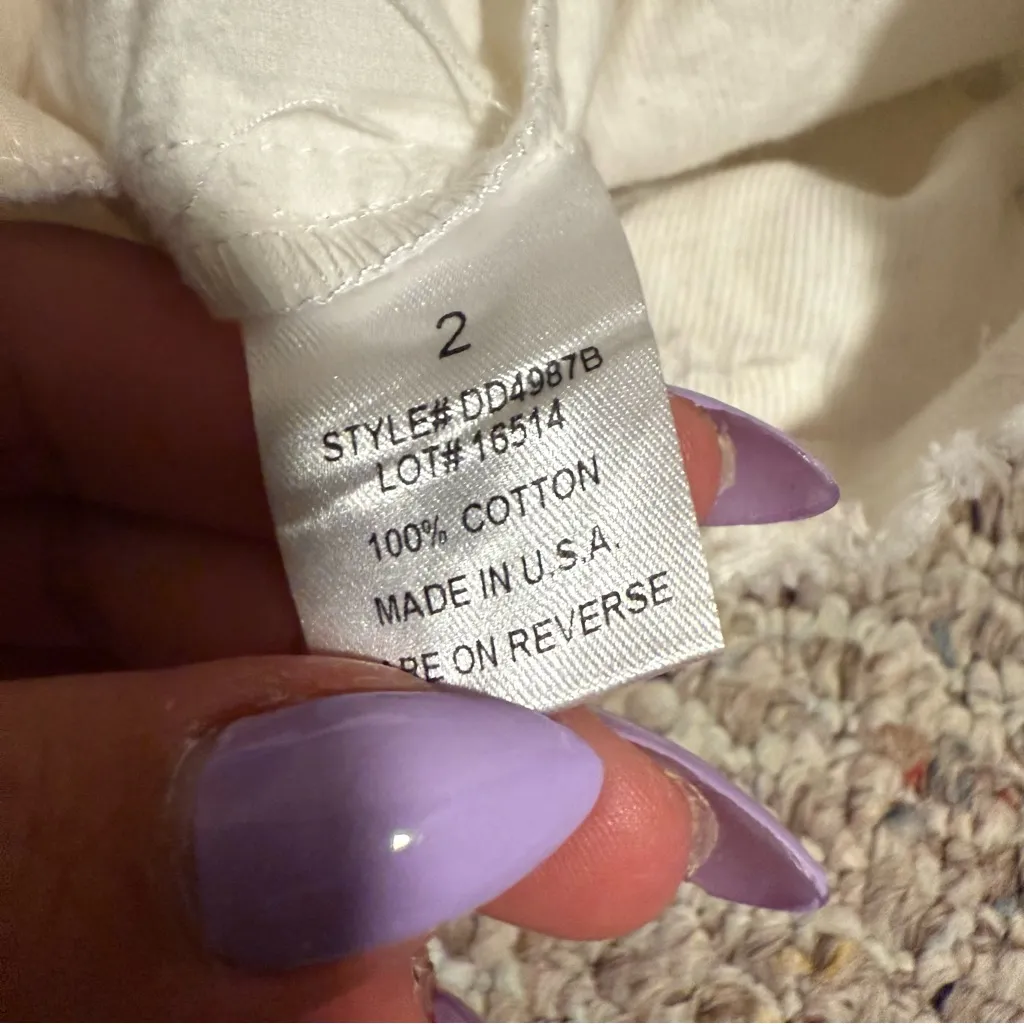 2
STYLE# DD4987B
LOT# 16514
100% COTTON
MADE IN U.S.A.
ON REVERSE